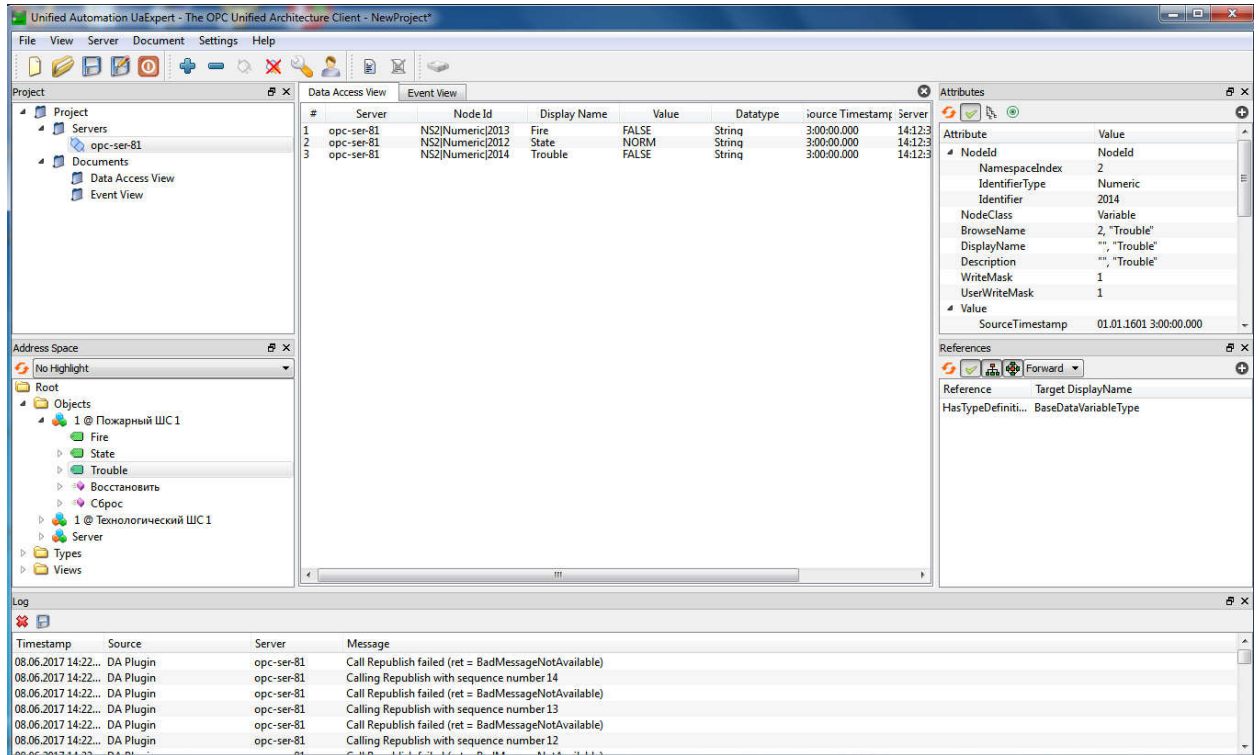 Unified Automation UaExpert - The OPC Unified Architecture Client - NewProject*
File View Server Document Settings Help
Project
Project
Servers
opc-ser-81
Documents
Data Access View
Event View
Data Access View Event View
# Server Node Id Display Name Value Datatype ource Timestamp Server
1 opc-ser-81 NS2|Numeric|2013 Fire FALSE String 3:00:00.000 14:12:3
2 opc-ser-81 NS2|Numeric|2012 State NORM String 3:00:00.000 14:12:3
3 opc-ser-81 NS2|Numeric|2014 Trouble FALSE String 3:00:00.000 14:12:3
Attributes
Attribute Value
NodeId NodeId
NamespaceIndex 2
IdentifierType Numeric
Identifier 2014
NodeClass Variable
BrowseName 2, "Trouble"
DisplayName "", "Trouble"
Description "", "Trouble"
WriteMask 1
UserWriteMask 1
Value
SourceTimestamp 01.01.1601 3:00:00.000
Address Space
No Highlight
Root
Objects
1 @ Пожарный ШС 1
Fire
State
Trouble
Восстановить
Сброс
1 @ Технологический ШС 1
Server
Types
Views
References
Forward
Reference Target DisplayName
HasTypeDefiniti... BaseDataVariableType
Log
Timestamp Source Server Message
08.06.2017 14:22... DA Plugin opc-ser-81 Call Republish failed (ret = BadMessageNotAvailable)
08.06.2017 14:22... DA Plugin opc-ser-81 Calling Republish with sequence number 14
08.06.2017 14:22... DA Plugin opc-ser-81 Call Republish failed (ret = BadMessageNotAvailable)
08.06.2017 14:22... DA Plugin opc-ser-81 Calling Republish with sequence number 13
08.06.2017 14:22... DA Plugin opc-ser-81 Call Republish failed (ret = BadMessageNotAvailable)
08.06.2017 14:22... DA Plugin opc-ser-81 Calling Republish with sequence number 12